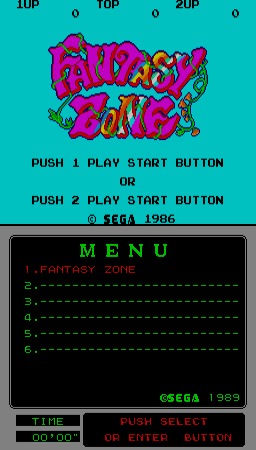 1UP TOP 2UP
0 0 0
FANTASY
ZONE
PUSH 1 PLAY START BUTTON
OR
PUSH 2 PLAY START BUTTON
© SEGA 1986
MENU
1.FANTASY ZONE
2.-------------------------
3.-------------------------
4.-------------------------
5.-------------------------
6.-------------------------
©SEGA 1989
TIME PUSH SELECT
00'00" OR ENTER BUTTON